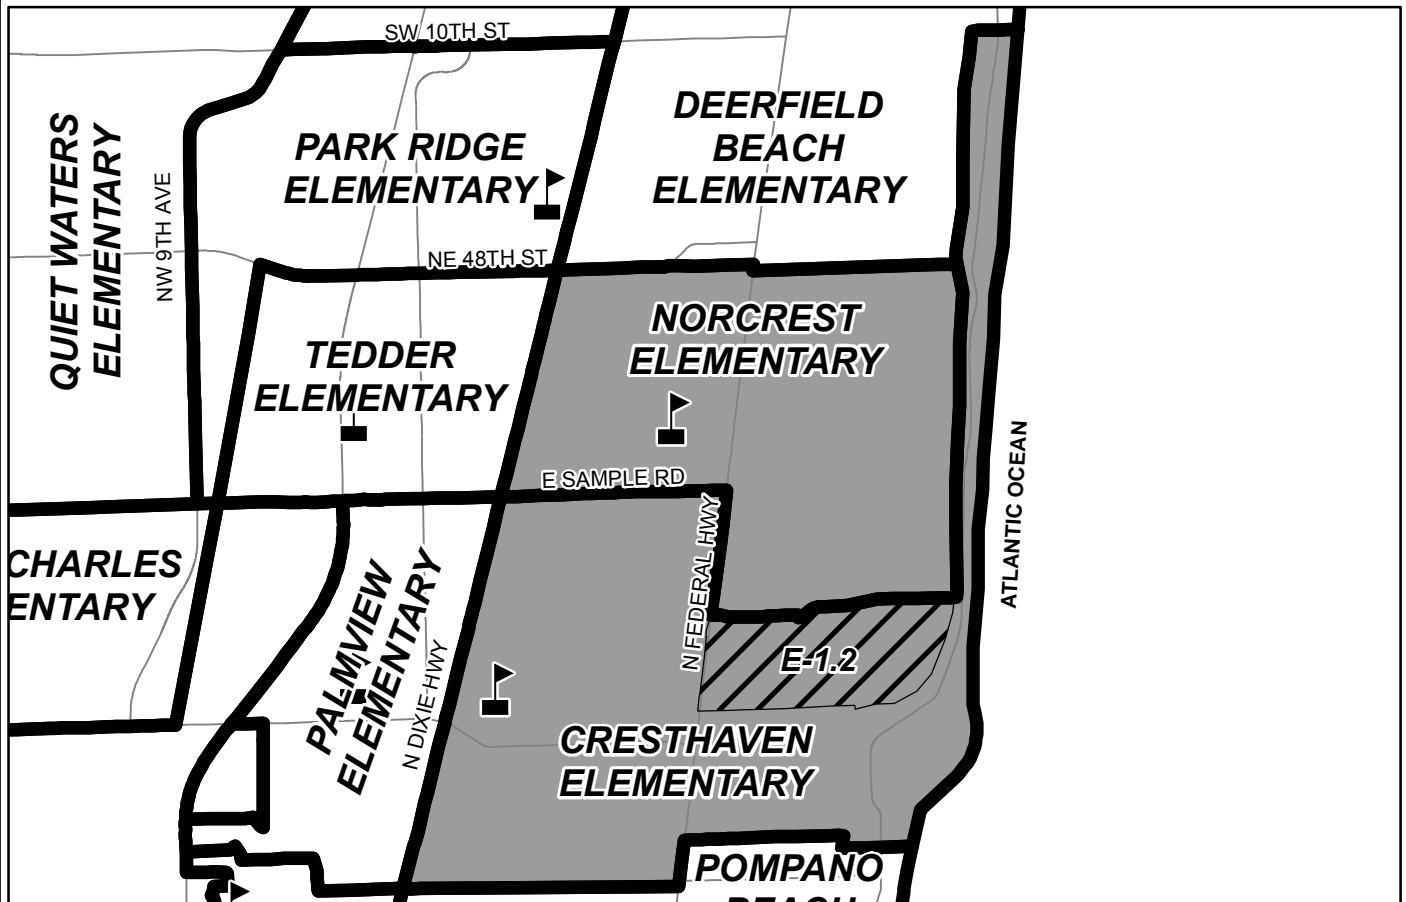 SW 10TH ST
DEERFIELD
BEACH
ELEMENTARY
PARK RIDGE
ELEMENTARY
QUIET WATERS
ELEMENTARY
NW 9TH AVE
NE 48TH ST
NORCREST
ELEMENTARY
TEDDER
ELEMENTARY
E SAMPLE RD
ATLANTIC OCEAN
N FEDERAL HWY
CHARLES
ENTARY
PALMVIEW
ELEMENTARY
N DIXIE HWY
E-1.2
CRESTHAVEN
ELEMENTARY
POMPANO
BEACH